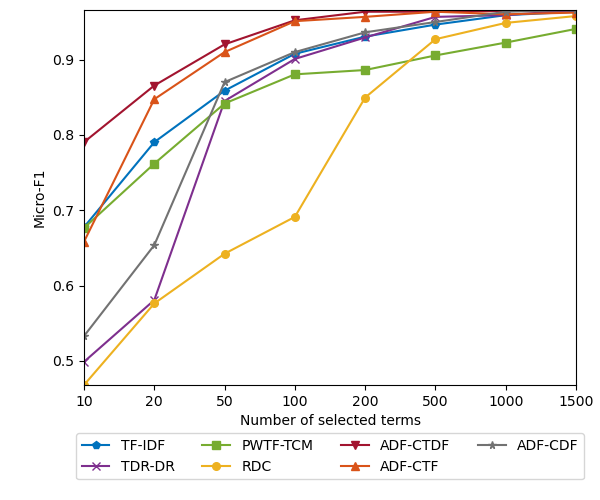 0.9
0.8
0.7
0.6
0.5
Micro-F1
10 20 50 100 200 500 1000 1500
Number of selected terms
TF-IDF PWTF-TCM ADF-CTDF ADF-CDF
TDR-DR RDC ADF-CTF